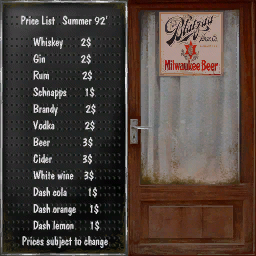 Price List Summer 92'
Whiskey 2$
Gin 2$
Rum 2$
Schnapps 1$
Brandy 2$
Vodka 2$
Beer 3$
Cider 3$
White wine 3$
Dash cola 1$
Dash orange 1$
Dash lemon 1$
Prices subject to change
Blatz
Milwaukee Beer